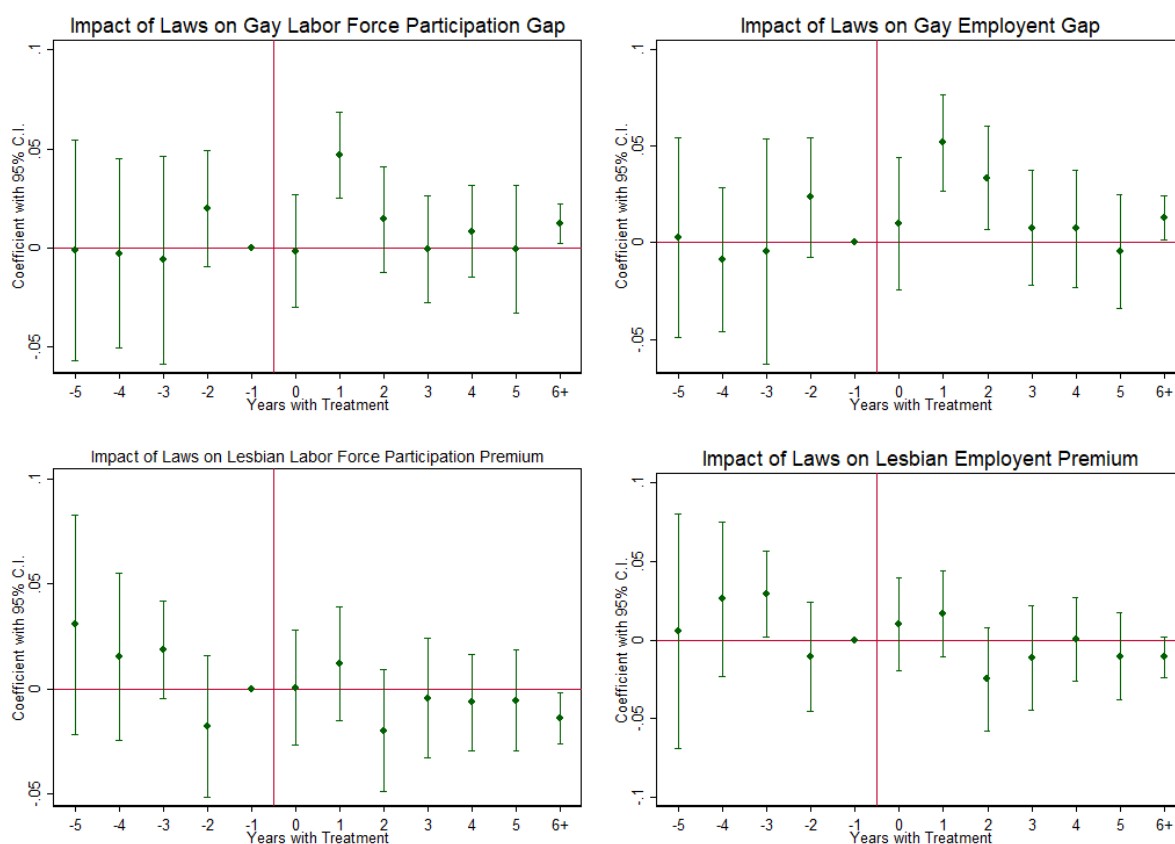 Impact of Laws on Gay Labor Force Participation Gap
Coefficient with 95% C.I.
.1
.05
0
-.05
-5 -4 -3 -2 -1 0 1 2 3 4 5 6+
Years with Treatment
Impact of Laws on Gay Employent Gap
Coefficient with 95% C.I.
.1
.05
0
-.05
-5 -4 -3 -2 -1 0 1 2 3 4 5 6+
Years with Treatment
Impact of Laws on Lesbian Labor Force Participation Premium
Coefficient with 95% C.I.
.1
.05
0
-.05
-5 -4 -3 -2 -1 0 1 2 3 4 5 6+
Years with Treatment
Impact of Laws on Lesbian Employent Premium
Coefficient with 95% C.I.
.1
.05
0
-.05
-.1
-5 -4 -3 -2 -1 0 1 2 3 4 5 6+
Years with Treatment